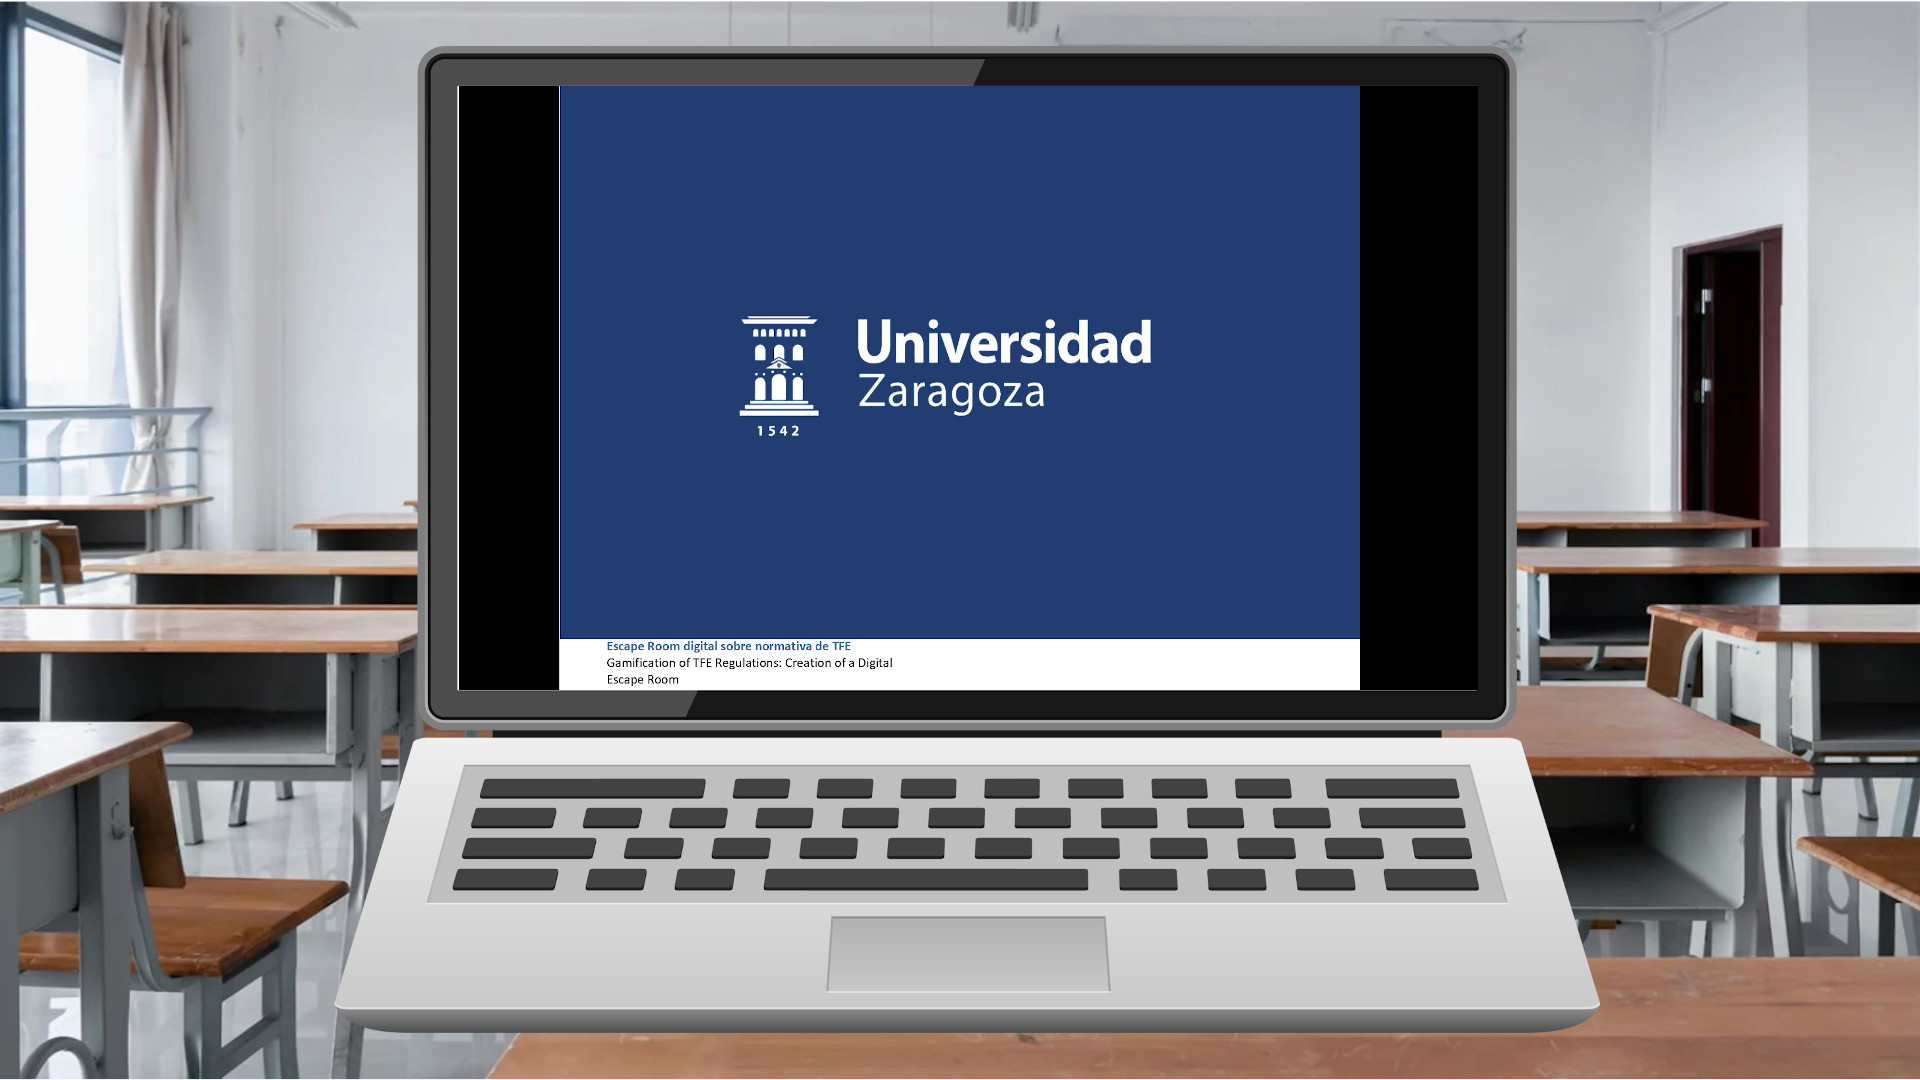 Universidad
Zaragoza
1542
Escape Room digital sobre normativa de TFE
Gamification of TFE Regulations: Creation of a Digital
Escape Room